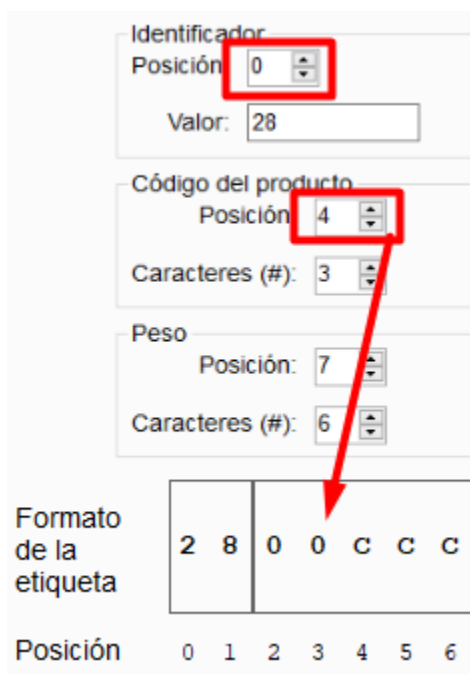 Identificador
Posición 0
Valor: 28
Código del producto
Posición 4
Caracteres (#): 3
Peso
Posición: 7
Caracteres (#): 6
Formato
de la
etiqueta
2 8 0 0 C C C
Posición 0 1 2 3 4 5 6